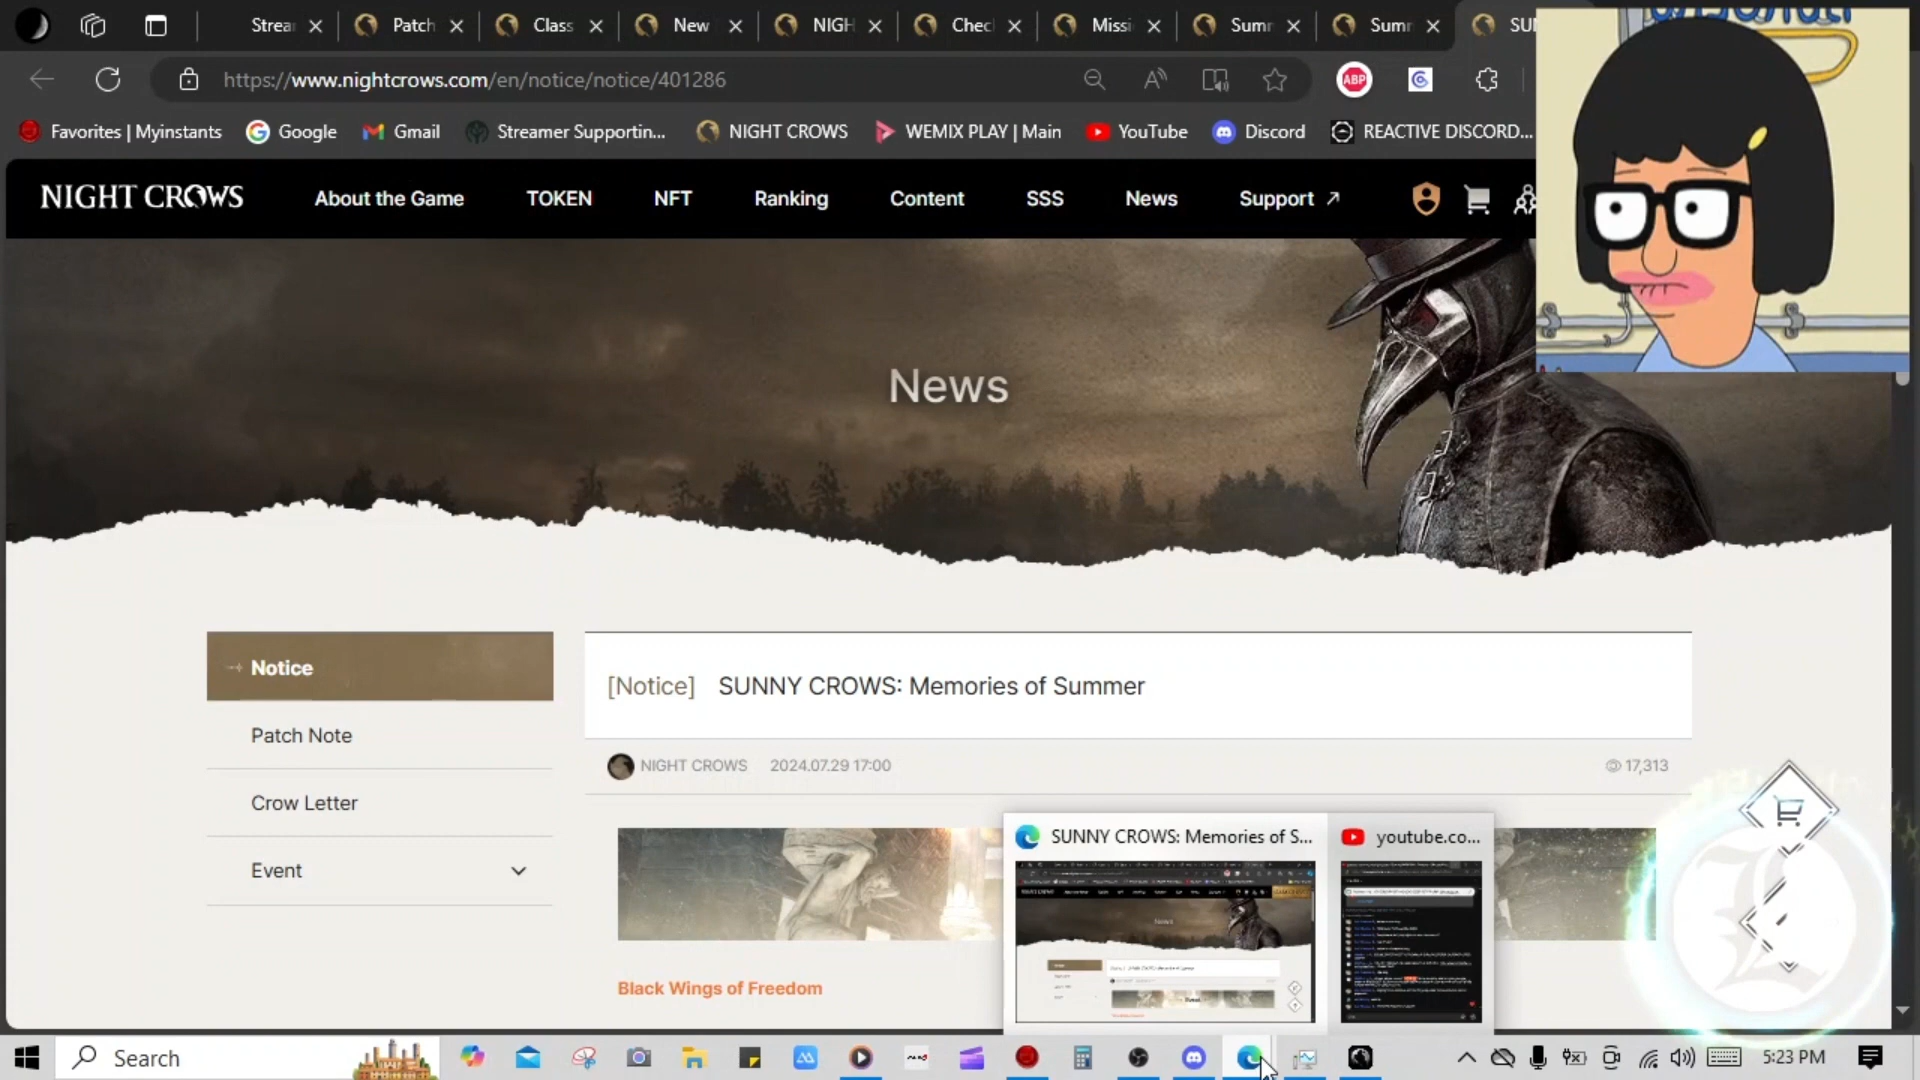 Strea
Patch
Class
New
NIGH
Chec
Missi
Sumr
Sumr
SU
https://www.nightcrows.com/en/notice/notice/401286
ABP
Favorites | Myinstants
Google
Gmail
Streamer Supportin...
NIGHT CROWS
WEMIX PLAY | Main
YouTube
Discord
REACTIVE DISCORD...
NIGHT CROWS
About the Game
TOKEN
NFT
Ranking
Content
SSS
News
Support
News
Notice
[Notice] SUNNY CROWS: Memories of Summer
Patch Note
NIGHT CROWS 2024.07.29 17:00
17,313
Crow Letter
SUNNY CROWS: Memories of S...
youtube.co...
Event
Black Wings of Freedom
Search
5:23 PM